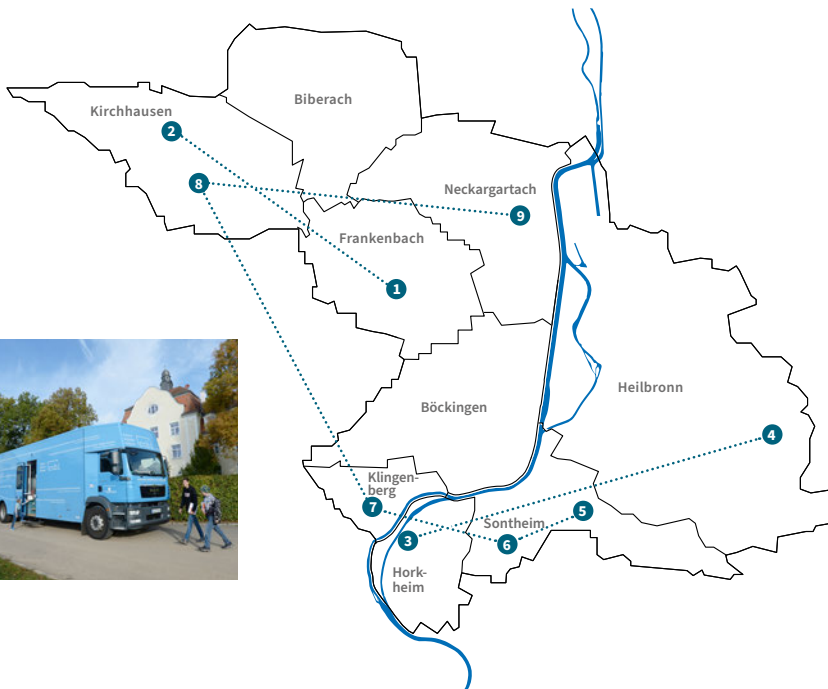 Biberach
Kirchhausen
2
8
Neckargartach
9
Frankenbach
1
Heilbronn
Böckingen
4
Klingen-
berg
7
5
Sontheim
6
3
Hork-
heim